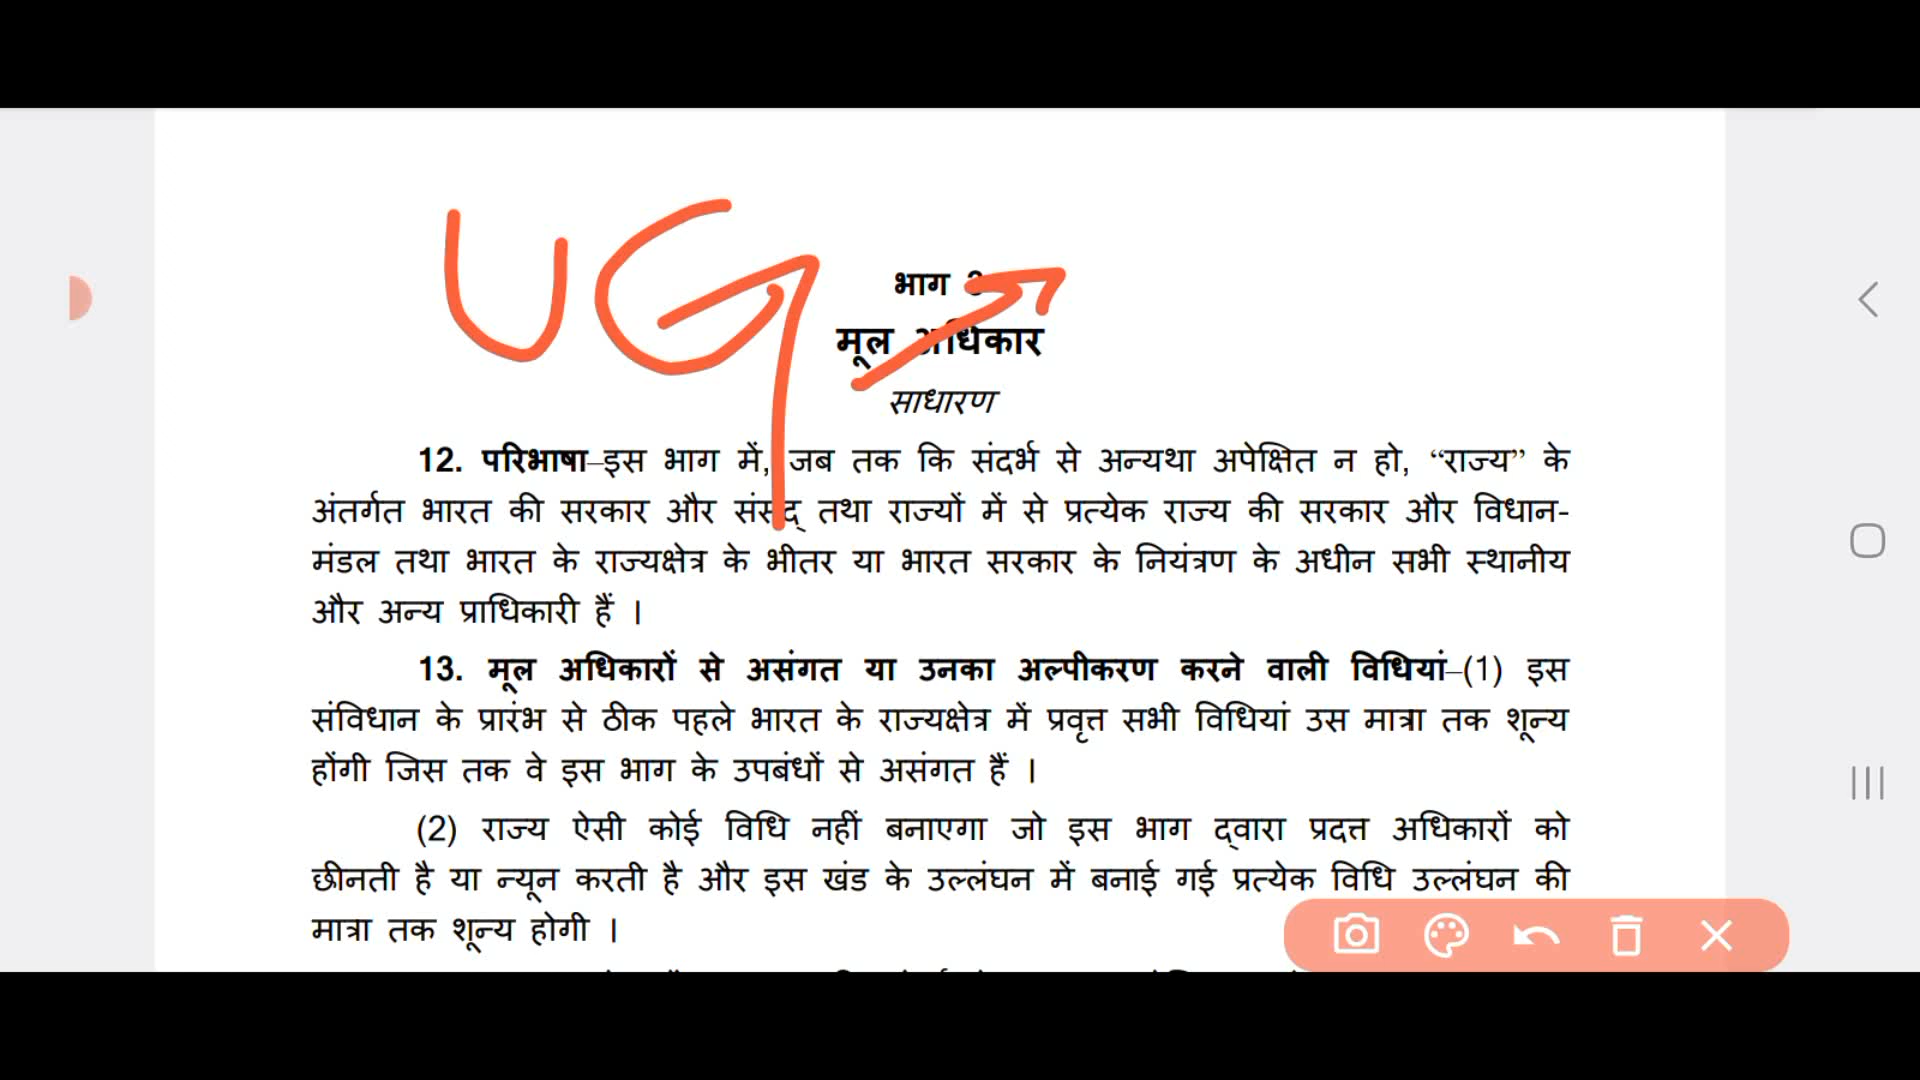 UG
भाग 3
मूल अधिकार
साधारण
12. परिभाषा–इस भाग में, जब तक कि संदर्भ से अन्यथा अपेक्षित न हो, “राज्य” के
अंतर्गत भारत की सरकार और संसद् तथा राज्यों में से प्रत्येक राज्य की सरकार और विधान-
मंडल तथा भारत के राज्यक्षेत्र के भीतर या भारत सरकार के नियंत्रण के अधीन सभी स्थानीय
और अन्य प्राधिकारी हैं ।
13. मूल अधिकारों से असंगत या उनका अल्पीकरण करने वाली विधियां–(1) इस
संविधान के प्रारंभ से ठीक पहले भारत के राज्यक्षेत्र में प्रवृत्त सभी विधियां उस मात्रा तक शून्य
होंगी जिस तक वे इस भाग के उपबंधों से असंगत हैं ।
(2) राज्य ऐसी कोई विधि नहीं बनाएगा जो इस भाग द्वारा प्रदत्त अधिकारों को
छीनती है या न्यून करती है और इस खंड के उल्लंघन में बनाई गई प्रत्येक विधि उल्लंघन की
मात्रा तक शून्य होगी ।